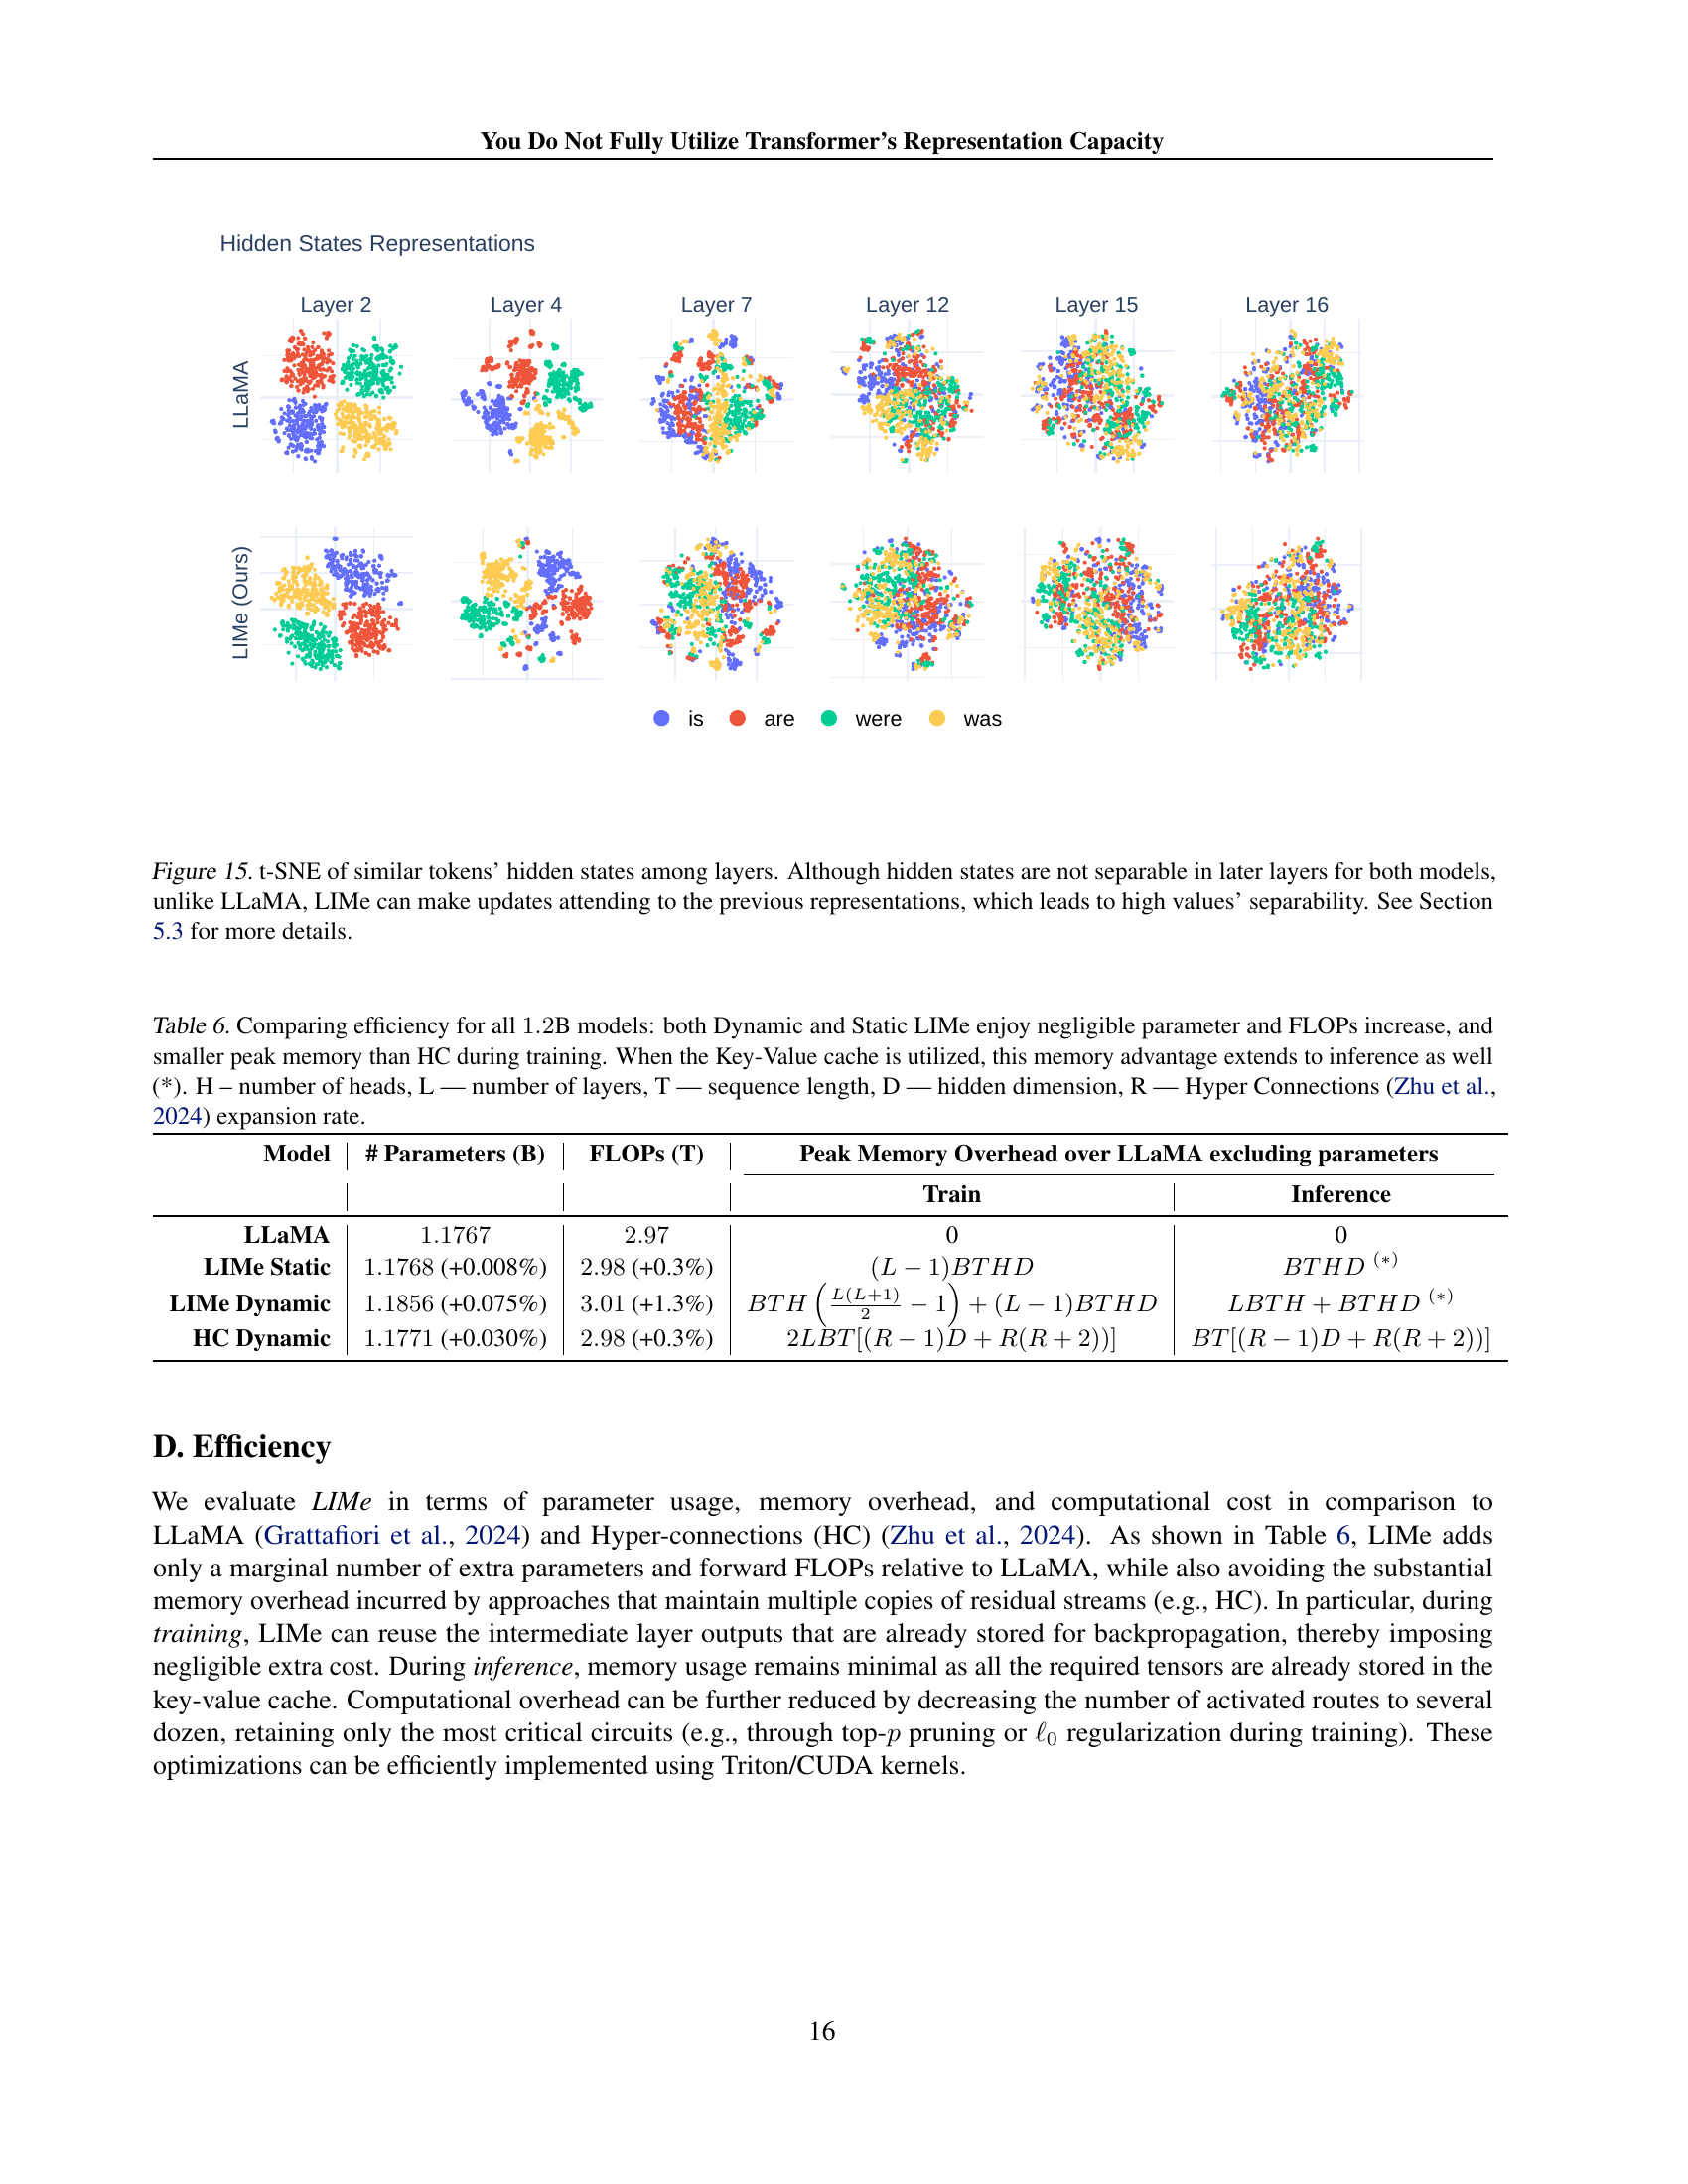 You Do Not Fully Utilize Transformer's Representation Capacity
Hidden States Representations
Layer 2 Layer 4 Layer 7 Layer 12 Layer 15 Layer 16
LLaMA
LIMe (Ours)
is are were was
Figure 15. t-SNE of similar tokens' hidden states among layers. Although hidden states are not separable in later layers for both models,
unlike LLaMA, LIMe can make updates attending to the previous representations, which leads to high values' separability. See Section
5.3 for more details.
Table 6. Comparing efficiency for all 1.2B models: both Dynamic and Static LIMe enjoy negligible parameter and FLOPs increase, and
smaller peak memory than HC during training. When the Key-Value cache is utilized, this memory advantage extends to inference as well
(*). H – number of heads, L — number of layers, T — sequence length, D — hidden dimension, R — Hyper Connections (Zhu et al.,
2024) expansion rate.
Model # Parameters (B) FLOPs (T) Peak Memory Overhead over LLaMA excluding parameters
Train Inference
LLaMA 1.1767 2.97 0 0
LIMe Static 1.1768 (+0.008%) 2.98 (+0.3%) (L − 1)BTHD BTHD (*)
LIMe Dynamic 1.1856 (+0.075%) 3.01 (+1.3%) BTH (L(L+1)/2 − 1) + (L − 1)BTHD LBTH + BTHD (*)
HC Dynamic 1.1771 (+0.030%) 2.98 (+0.3%) 2LBT[(R − 1)D + R(R + 2))] BT[(R − 1)D + R(R + 2))]
D. Efficiency
We evaluate LIMe in terms of parameter usage, memory overhead, and computational cost in comparison to
LLaMA (Grattafiori et al., 2024) and Hyper-connections (HC) (Zhu et al., 2024). As shown in Table 6, LIMe adds
only a marginal number of extra parameters and forward FLOPs relative to LLaMA, while also avoiding the substantial
memory overhead incurred by approaches that maintain multiple copies of residual streams (e.g., HC). In particular, during
training, LIMe can reuse the intermediate layer outputs that are already stored for backpropagation, thereby imposing
negligible extra cost. During inference, memory usage remains minimal as all the required tensors are already stored in the
key-value cache. Computational overhead can be further reduced by decreasing the number of activated routes to several
dozen, retaining only the most critical circuits (e.g., through top-p pruning or ℓ₀ regularization during training). These
optimizations can be efficiently implemented using Triton/CUDA kernels.
16